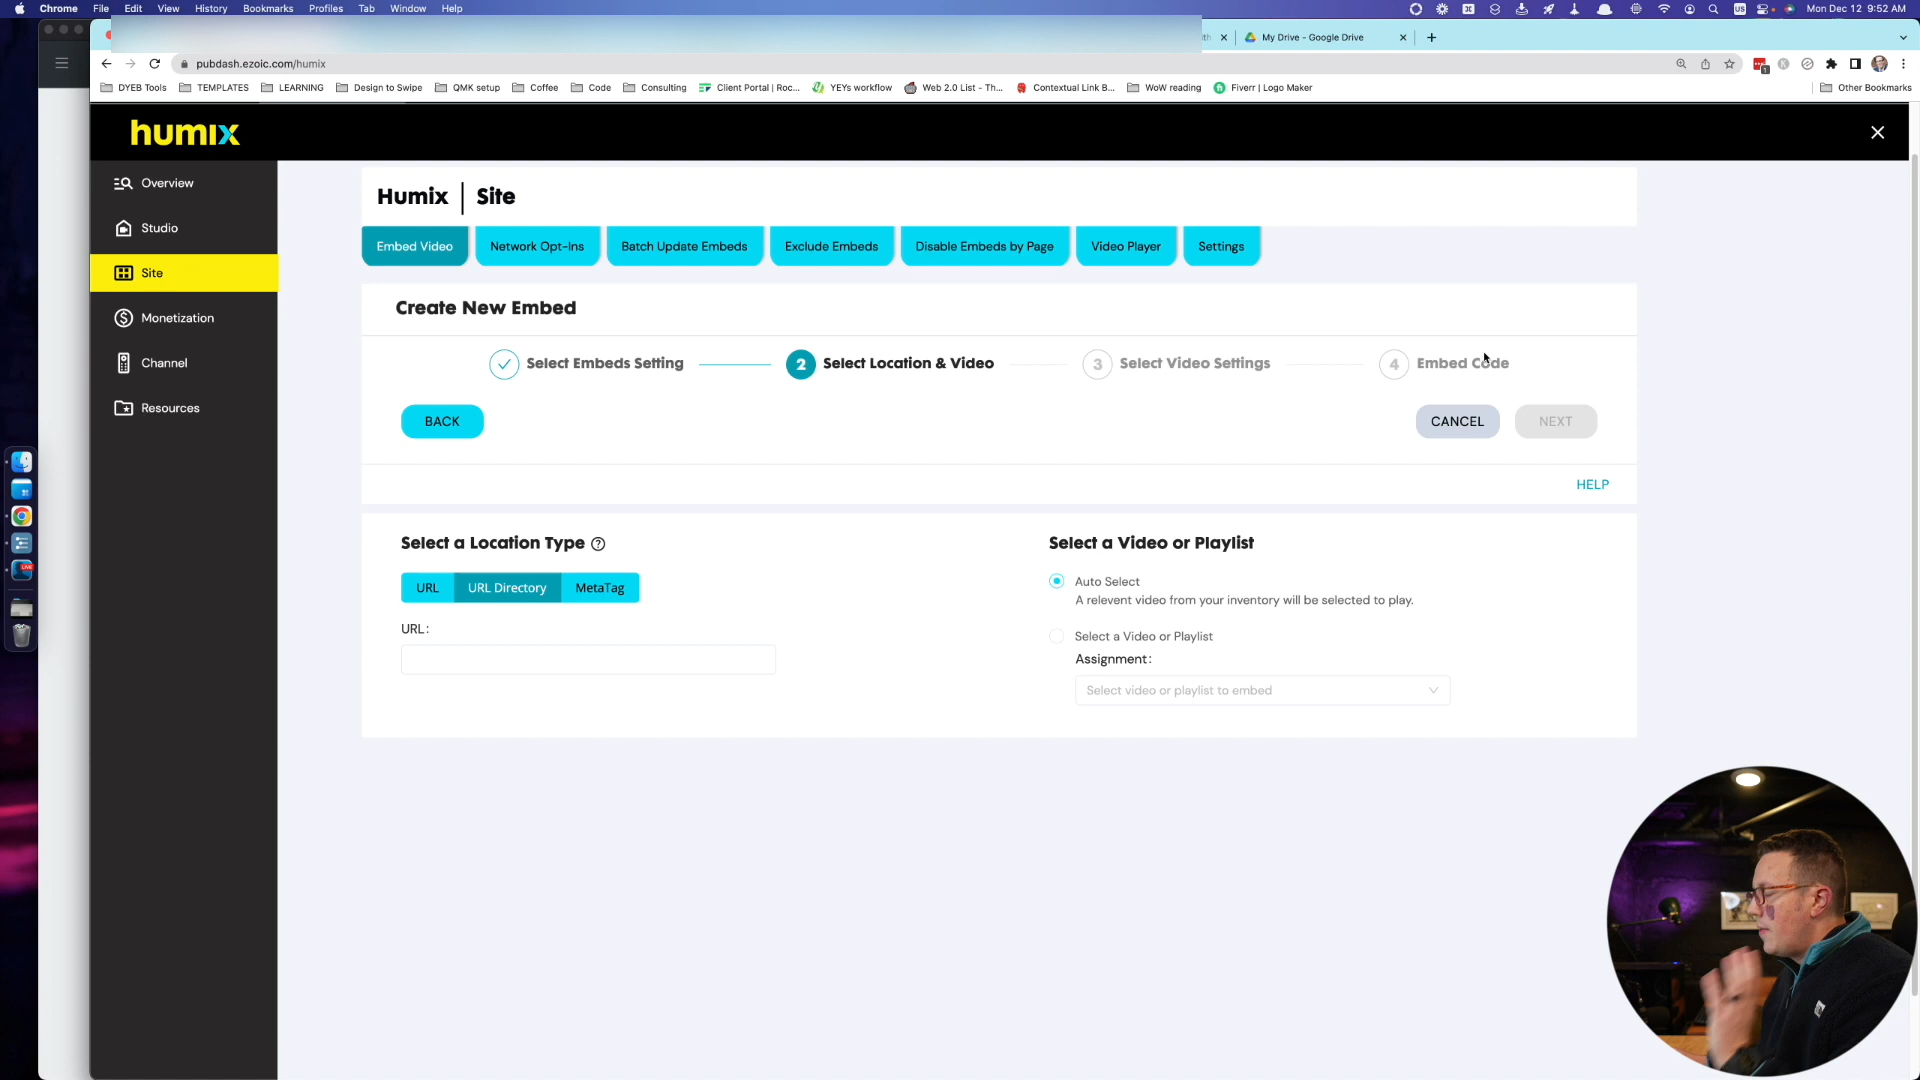 Chrome File Edit View History Bookmarks Profiles Tab Window Help US Mon Dec 12 9:52 AM
My Drive - Google Drive
pubdash.ezoic.com/humix
DYEB Tools TEMPLATES LEARNING Design to Swipe QMK setup Coffee Code Consulting Client Portal | Roc... YEYs workflow Web 2.0 List - Th... Contextual Link B... WoW reading Fiverr | Logo Maker Other Bookmarks
humix
Overview
Studio
Site
Monetization
Channel
Resources
Humix | Site
Embed Video Network Opt-Ins Batch Update Embeds Exclude Embeds Disable Embeds by Page Video Player Settings
Create New Embed
Select Embeds Setting 2 Select Location & Video 3 Select Video Settings 4 Embed Code
BACK CANCEL NEXT
HELP
Select a Location Type ?
URL URL Directory MetaTag
URL:
Select a Video or Playlist
Auto Select
A relevent video from your inventory will be selected to play.
Select a Video or Playlist
Assignment:
Select video or playlist to embed
LIVE